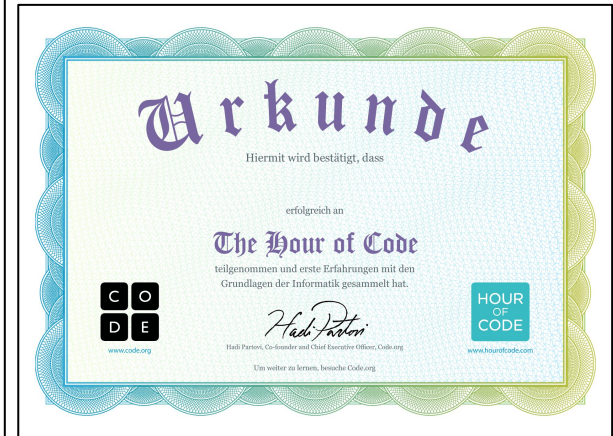 Urkunde
Hiermit wird bestätigt, dass
erfolgreich an
The Hour of Code
teilgenommen und erste Erfahrungen mit den
Grundlagen der Informatik gesammelt hat.
C O
D E
www.code.org
Hadi Partovi
Hadi Partovi, Co-founder and Chief Executive Officer, Code.org
Um weiter zu lernen, besuche Code.org
HOUR
OF
CODE
www.hourofcode.com